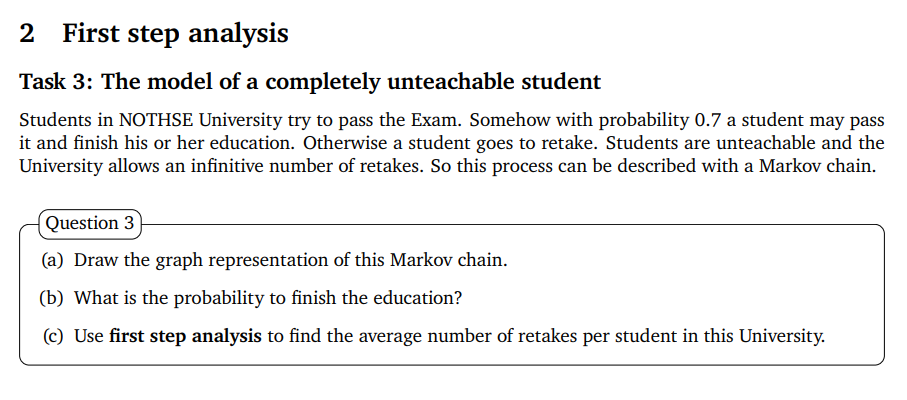 2 First step analysis
Task 3: The model of a completely unteachable student
Students in NOTHSE University try to pass the Exam. Somehow with probability 0.7 a student may pass
it and finish his or her education. Otherwise a student goes to retake. Students are unteachable and the
University allows an infinitive number of retakes. So this process can be described with a Markov chain.
Question 3
(a) Draw the graph representation of this Markov chain.
(b) What is the probability to finish the education?
(c) Use first step analysis to find the average number of retakes per student in this University.